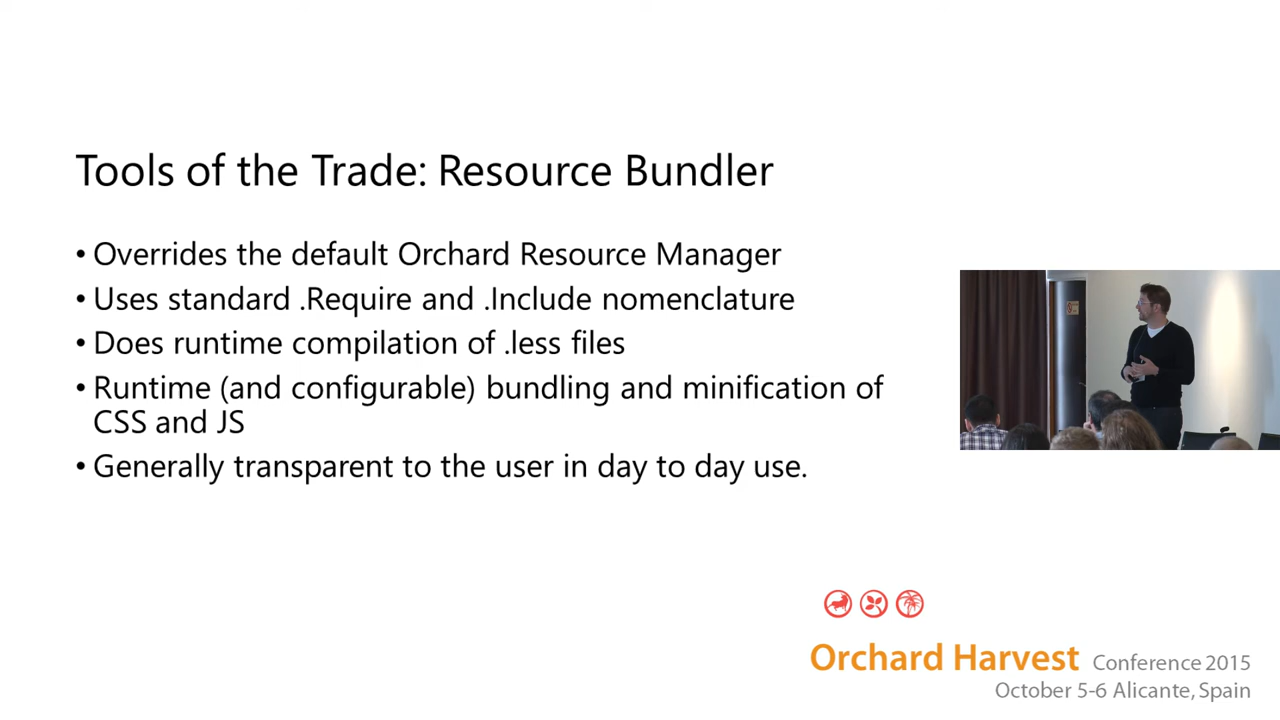 Tools of the Trade: Resource Bundler
• Overrides the default Orchard Resource Manager
• Uses standard .Require and .Include nomenclature
• Does runtime compilation of .less files
• Runtime (and configurable) bundling and minification of
CSS and JS
• Generally transparent to the user in day to day use.
Orchard Harvest Conference 2015
October 5-6 Alicante, Spain